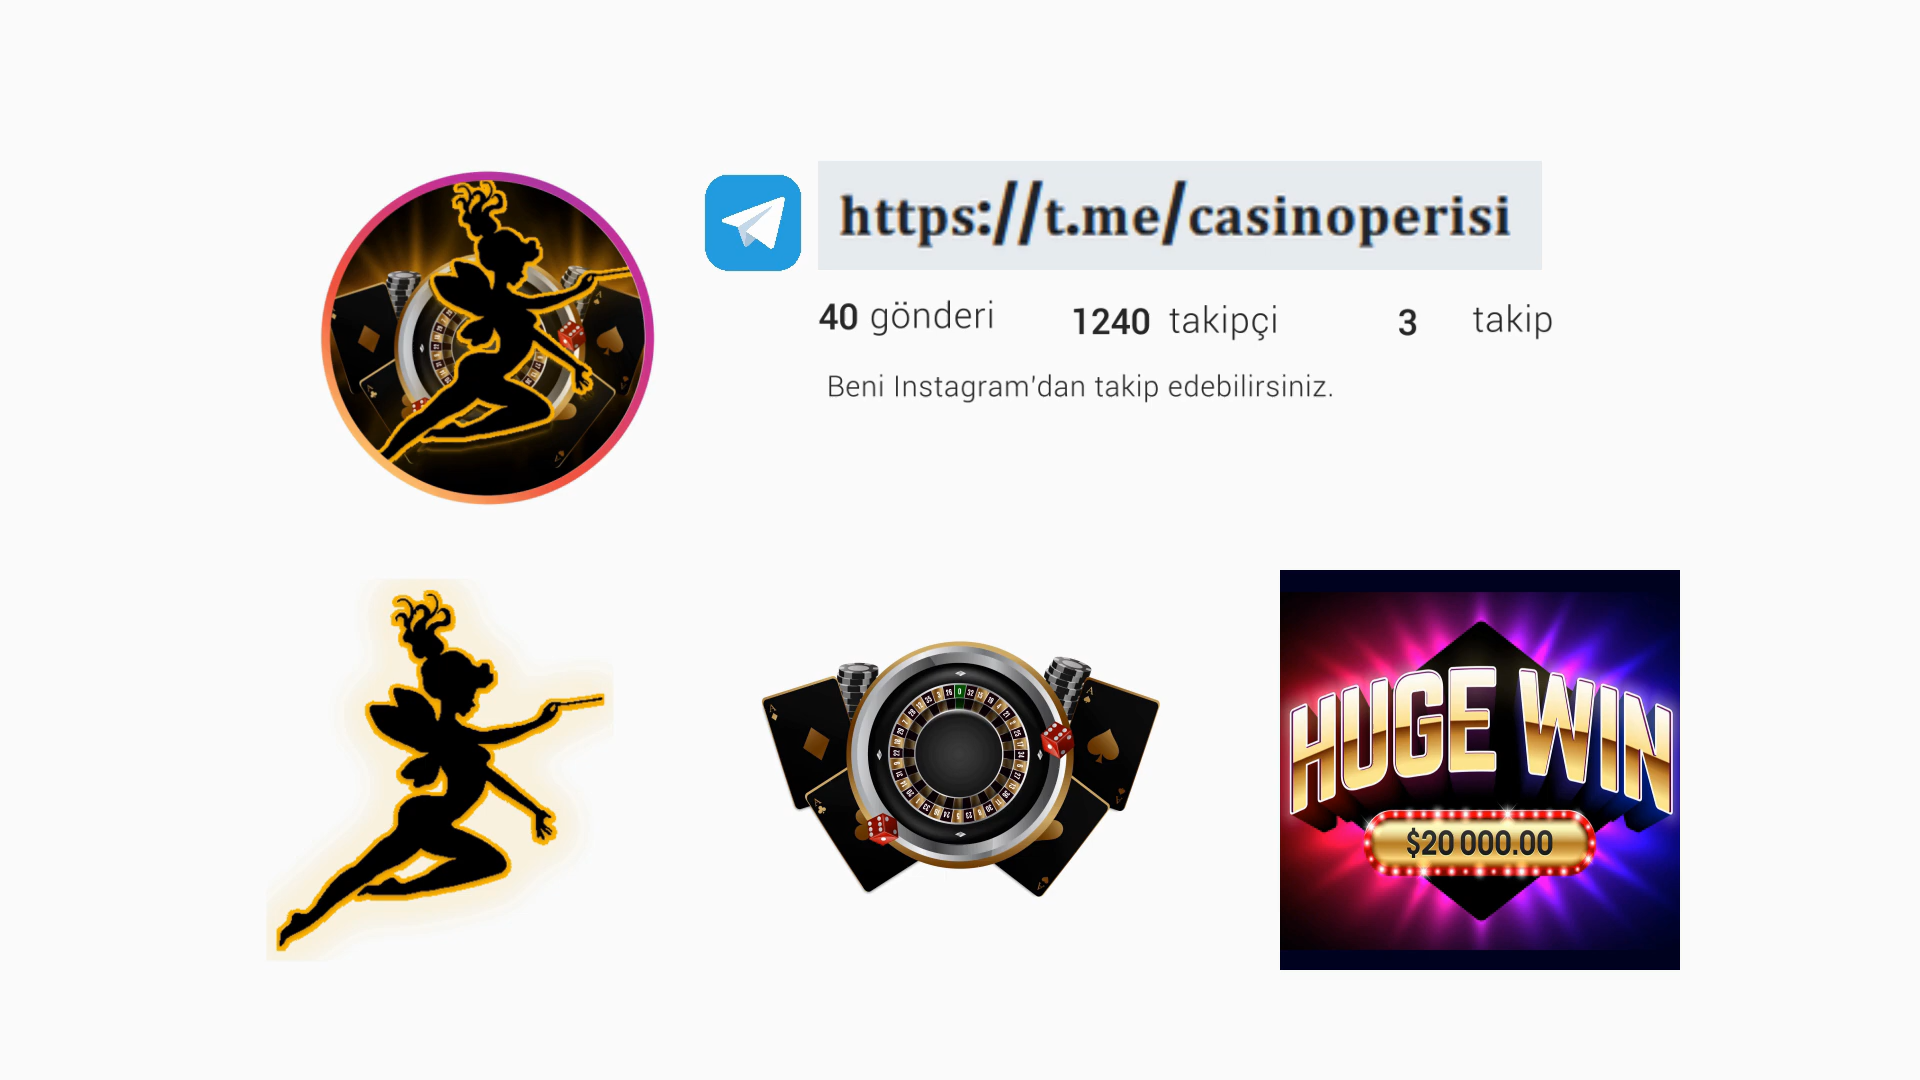 https://t.me/casinoperisi
40 gönderi 1240 takipçi 3 takip
Beni Instagram'dan takip edebilirsiniz.
HUGE WIN
$20 000.00